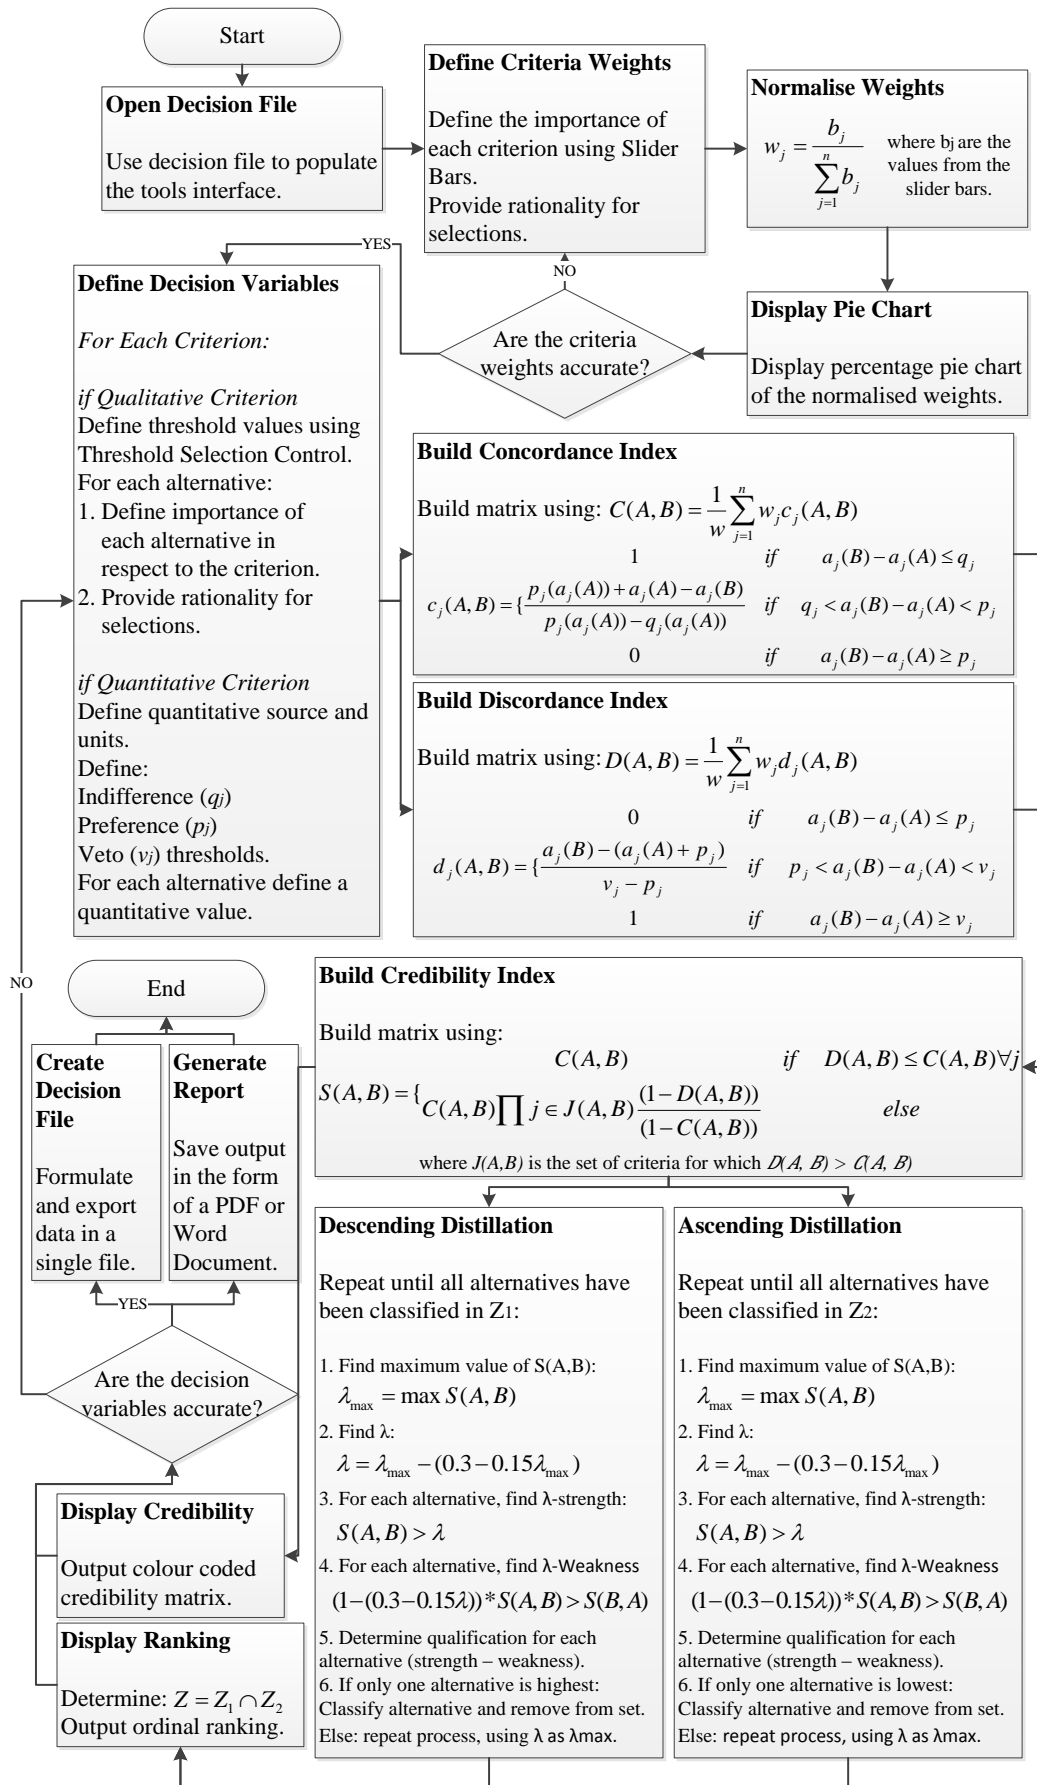 Start
Open Decision File
Use decision file to populate
the tools interface.
Define Criteria Weights
Define the importance of
each criterion using Slider
Bars.
Provide rationality for
selections.
Normalise Weights
w_j = b_j / ∑_{j=1}^{n} b_j
where bj are the
values from the
slider bars.
YES
NO
Are the criteria
weights accurate?
Display Pie Chart
Display percentage pie chart
of the normalised weights.
Define Decision Variables
For Each Criterion:
if Qualitative Criterion
Define threshold values using
Threshold Selection Control.
For each alternative:
1. Define importance of
each alternative in
respect to the criterion.
2. Provide rationality for
selections.
if Quantitative Criterion
Define quantitative source and
units.
Define:
Indifference (qj)
Preference (pj)
Veto (vj) thresholds.
For each alternative define a
quantitative value.
Build Concordance Index
Build matrix using: C(A,B) = 1/w ∑_{j=1}^{n} w_j c_j(A,B)
1 if a_j(B) − a_j(A) ≤ q_j
c_j(A,B) = { p_j(a_j(A)) + a_j(A) − a_j(B) / p_j(a_j(A)) − q_j(a_j(A)) if q_j < a_j(B) − a_j(A) < p_j
0 if a_j(B) − a_j(A) ≥ p_j
Build Discordance Index
Build matrix using: D(A,B) = 1/w ∑_{j=1}^{n} w_j d_j(A,B)
0 if a_j(B) − a_j(A) ≤ p_j
d_j(A,B) = { a_j(B) − (a_j(A) + p_j) / v_j − p_j if p_j < a_j(B) − a_j(A) < v_j
1 if a_j(B) − a_j(A) ≥ v_j
NO
End
Create
Decision
File
Formulate
and export
data in a
single file.
Generate
Report
Save output
in the form
of a PDF or
Word
Document.
Build Credibility Index
Build matrix using:
C(A,B) if D(A,B) ≤ C(A,B)∀j
S(A,B) = { C(A,B) ∏ j ∈ J(A,B) (1 − D(A,B)) / (1 − C(A,B)) else
where J(A,B) is the set of criteria for which D(A, B) > C(A, B)
YES
Are the decision
variables accurate?
Display Credibility
Output colour coded
credibility matrix.
Display Ranking
Determine: Z = Z₁ ∩ Z₂
Output ordinal ranking.
Descending Distillation
Repeat until all alternatives have
been classified in Z1:
1. Find maximum value of S(A,B):
λ_max = max S(A,B)
2. Find λ:
λ = λ_max − (0.3 − 0.15λ_max)
3. For each alternative, find λ-strength:
S(A,B) > λ
4. For each alternative, find λ-Weakness
(1−(0.3−0.15λ))*S(A,B) > S(B,A)
5. Determine qualification for each
alternative (strength – weakness).
6. If only one alternative is highest:
Classify alternative and remove from set.
Else: repeat process, using λ as λmax.
Ascending Distillation
Repeat until all alternatives have
been classified in Z2:
1. Find maximum value of S(A,B):
λ_max = max S(A,B)
2. Find λ:
λ = λ_max − (0.3 − 0.15λ_max)
3. For each alternative, find λ-strength:
S(A,B) > λ
4. For each alternative, find λ-Weakness
(1−(0.3−0.15λ))*S(A,B) > S(B,A)
5. Determine qualification for each
alternative (strength – weakness).
6. If only one alternative is lowest:
Classify alternative and remove from set.
Else: repeat process, using λ as λmax.